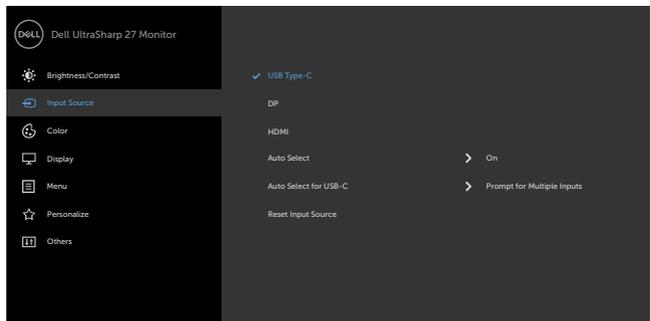 DELL Dell UltraSharp 27 Monitor
Brightness/Contrast
USB Type-C
Input Source
DP
Color
HDMI
Display
Auto Select
On
Menu
Auto Select for USB-C
Prompt for Multiple Inputs
Personalize
Reset Input Source
Others